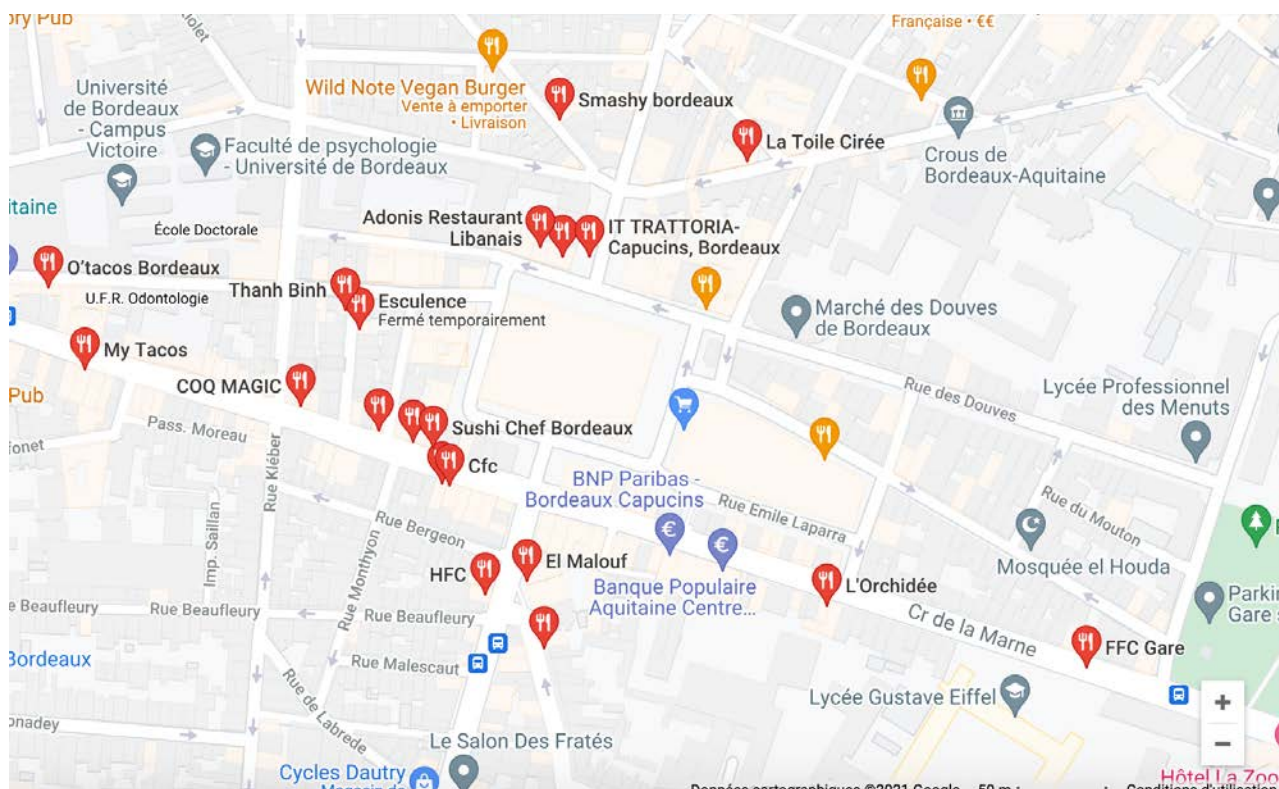 ory Pub
Française • €€
Wild Note Vegan Burger
Vente à emporter
• Livraison
Smashy bordeaux
Université
de Bordeaux
- Campus
Victoire
La Toile Cirée
Faculté de psychologie
- Université de Bordeaux
Crous de
Bordeaux-Aquitaine
itaine
Adonis Restaurant
Libanais
IT TRATTORIA-
Capucins, Bordeaux
École Doctorale
O'tacos Bordeaux
U.F.R. Odontologie
Thanh Binh
Esculence
Fermé temporairement
Marché des Douves
de Bordeaux
My Tacos
COQ MAGIC
Rue des Douves
Lycée Professionnel
des Menuts
Pub
Pass. Moreau
fonet
Sushi Chef Bordeaux
Cfc
Rue Kléber
BNP Paribas -
Bordeaux Capucins
Rue Emile Laparra
Rue du Mouton
Imp. Saillan
Rue Bergeon
Rue Monthyon
HFC
El Malouf
Mosquée el Houda
Banque Populaire
Aquitaine Centre...
L'Orchidée
Parkin
Gare s
e Beaufleury
Rue Beaufleury
Rue Beaufleury
Cr de la Marne
FFC Gare
Bordeaux
Rue Malescaut
Rue de Labrede
Lycée Gustave Eiffel
+
−
onadey
Le Salon Des Fratés
Cycles Dautry
Hôtel La Zoo
Données cartographiques ©2021 Google
50 m
Conditions d'utilisation